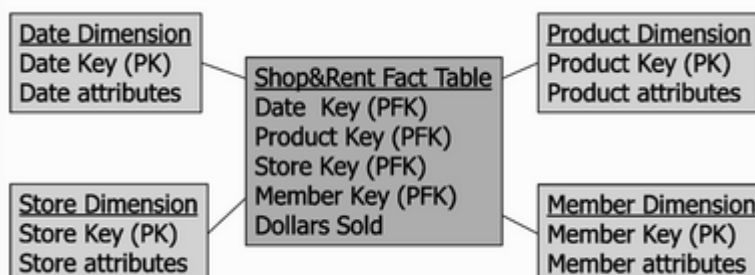 Date Dimension
Date Key (PK)
Date attributes
Shop&Rent Fact Table
Date Key (PFK)
Product Key (PFK)
Store Key (PFK)
Member Key (PFK)
Dollars Sold
Product Dimension
Product Key (PK)
Product attributes
Store Dimension
Store Key (PK)
Store attributes
Member Dimension
Member Key (PK)
Member attributes